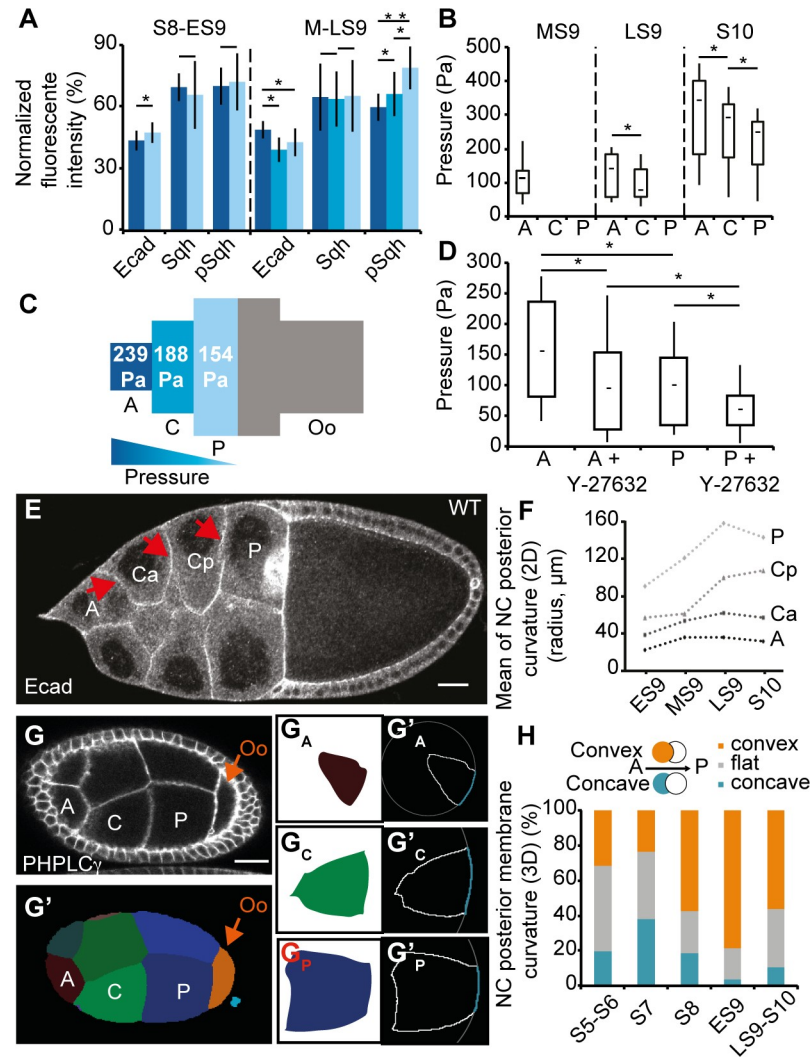 A
S8-ES9
M-LS9
Normalized
fluorescente
intensity (%)
90
60
30
0
*
*
*
* *
*
*
Ecad
Sqh
pSqh
Ecad
Sqh
pSqh
B
MS9
LS9
S10
Pressure (Pa)
500
400
300
200
100
0
*
*
*
A
C
P
A
C
P
A
C
P
C
239
Pa
188
Pa
154
Pa
A
C
P
Oo
Pressure
D
Pressure (Pa)
300
250
200
150
100
50
0
*
*
*
*
A
A +
Y-27632
P
P +
Y-27632
E
WT
A
Ca
Cp
P
Ecad
F
Mean of NC posterior
curvature (2D)
(radius, µm)
160
120
80
40
0
P
Cp
Ca
A
ES9
MS9
LS9
S10
G
Oo
A
C
P
PHPLCγ
G'
Oo
A
C
P
G A
G' A
G C
G' C
G P
G' P
H
Convex
A
P
Concave
convex
flat
concave
NC posterior membrane
curvature (3D) (%)
100
80
60
40
20
0
S5-S6
S7
S8
ES9
LS9-S10